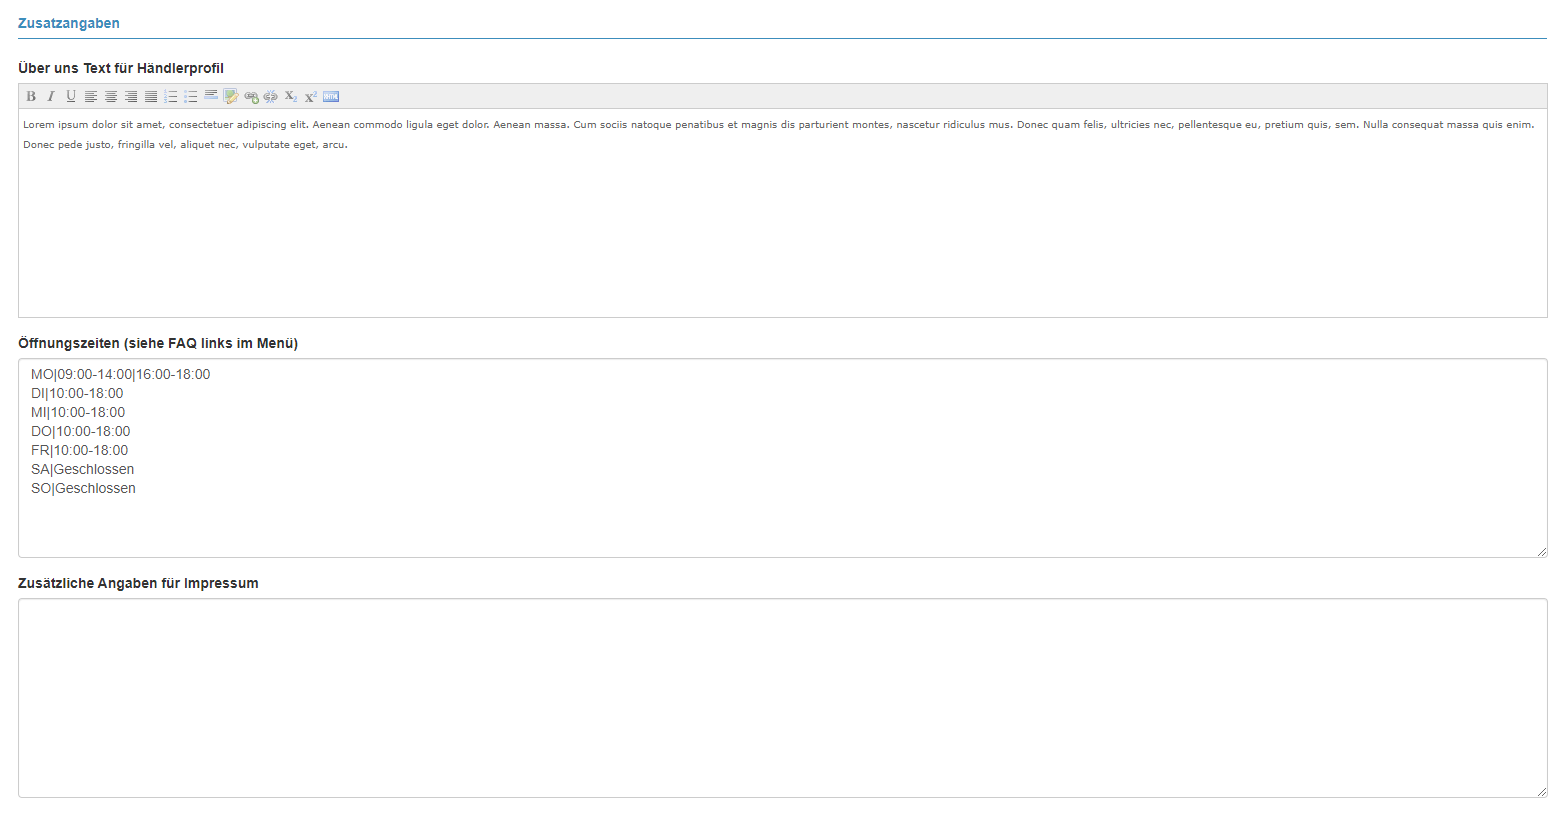 Zusatzangaben
Über uns Text für Händlerprofil
B I U X2 X2 HTML
Lorem ipsum dolor sit amet, consectetuer adipiscing elit. Aenean commodo ligula eget dolor. Aenean massa. Cum sociis natoque penatibus et magnis dis parturient montes, nascetur ridiculus mus. Donec quam felis, ultricies nec, pellentesque eu, pretium quis, sem. Nulla consequat massa quis enim.
Donec pede justo, fringilla vel, aliquet nec, vulputate eget, arcu.
Öffnungszeiten (siehe FAQ links im Menü)
MO|09:00-14:00|16:00-18:00
DI|10:00-18:00
MI|10:00-18:00
DO|10:00-18:00
FR|10:00-18:00
SA|Geschlossen
SO|Geschlossen
Zusätzliche Angaben für Impressum